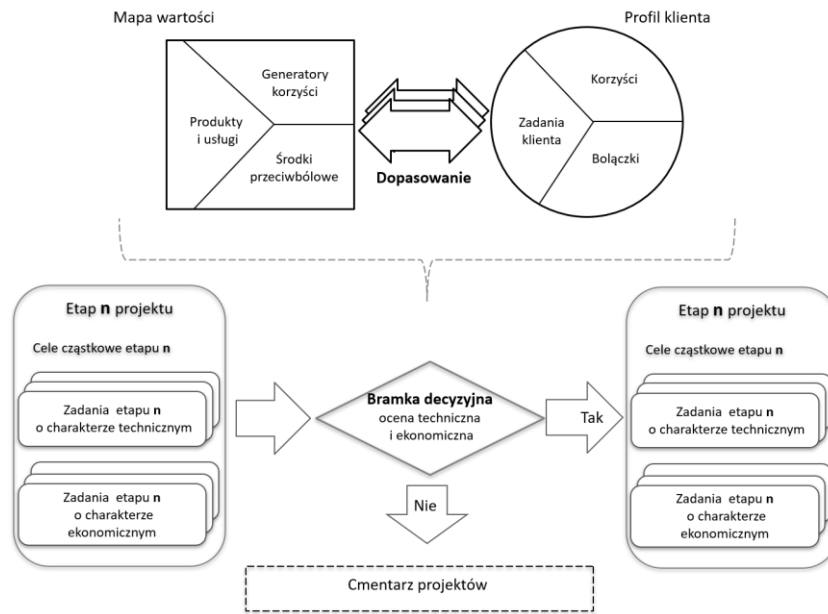 Mapa wartości
Profil klienta
Generatory
korzyści
Produkty
i usługi
Środki
przeciwbólowe
Dopasowanie
Korzyści
Zadania
klienta
Bolączki
Etap n projektu
Cele cząstkowe etapu n
Zadania etapu n
o charakterze technicznym
Zadania etapu n
o charakterze
ekonomicznym
Bramka decyzyjna
ocena techniczna
i ekonomiczna
Tak
Nie
Cmentarz projektów
Etap n projektu
Cele cząstkowe etapu n
Zadania etapu n
o charakterze technicznym
Zadania etapu n
o charakterze
ekonomicznym